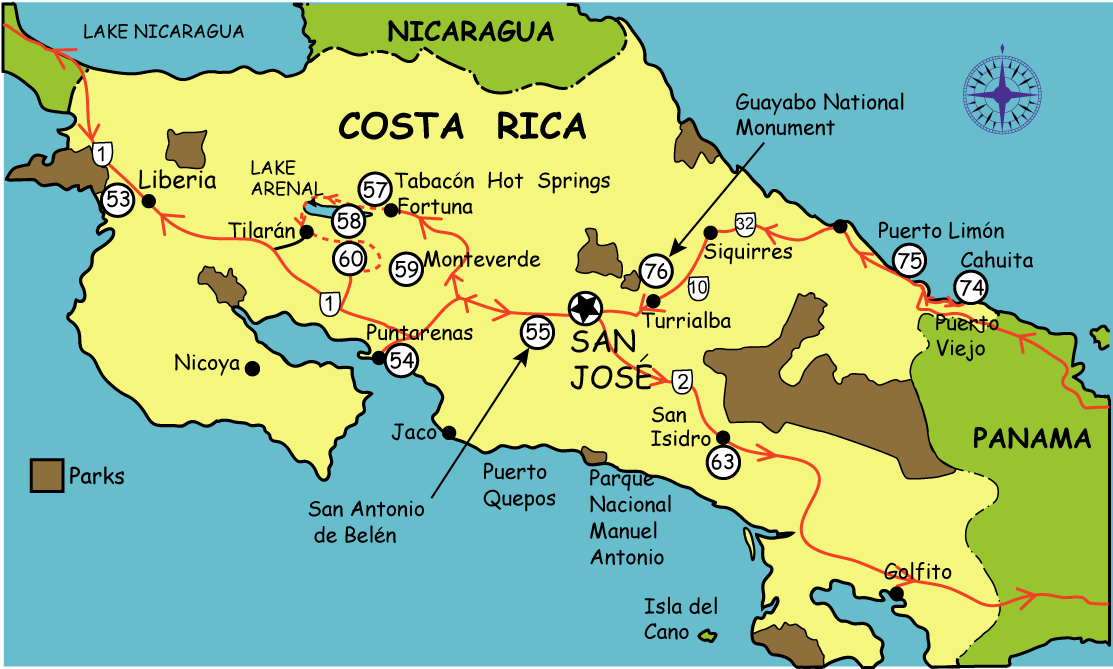 LAKE NICARAGUA
NICARAGUA
COSTA RICA
Guayabo National
Monument
1
LAKE
ARENAL
57
Tabacón Hot Springs
Fortuna
Liberia
53
58
Tilarán
60
59
Monteverde
32
Siquirres
Puerto Limón
75
Cahuita
74
76
10
Turrialba
Puerto
Viejo
1
Puntarenas
54
55
SAN
JOSÉ
2
Nicoya
Jaco
San
Isidro
63
PANAMA
Parks
San Antonio
de Belén
Puerto
Quepos
Parque
Nacional
Manuel
Antonio
Golfito
Isla del
Cano